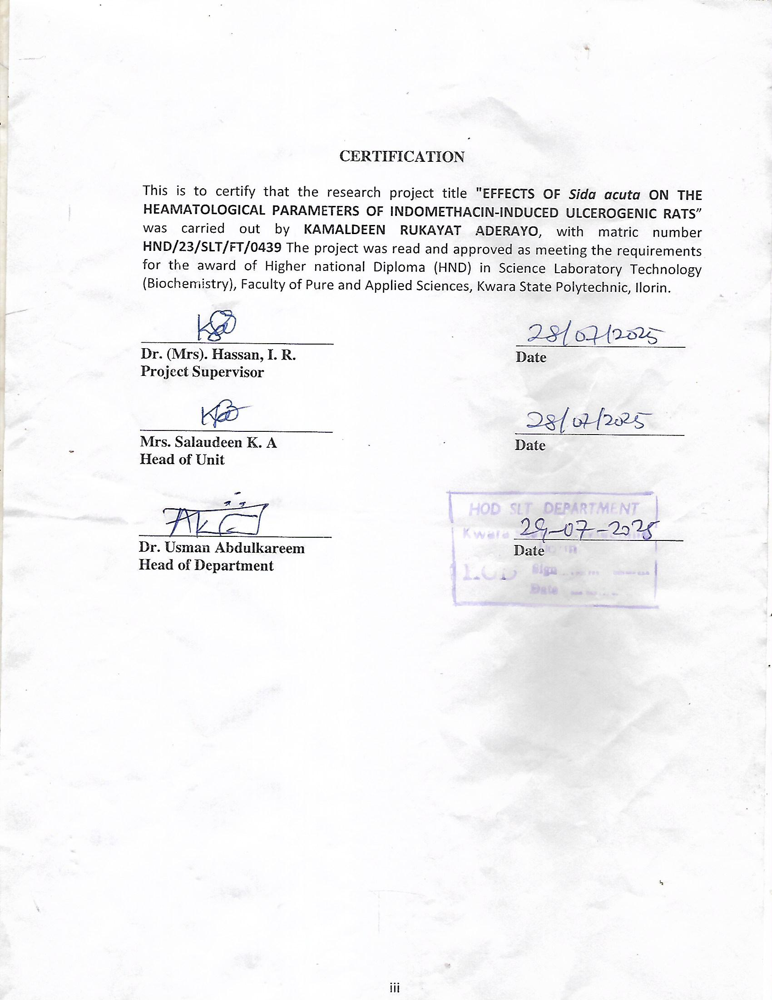 CERTIFICATION
This is to certify that the research project title "EFFECTS OF Sida acuta ON THE
HEAMATOLOGICAL PARAMETERS OF INDOMETHACIN-INDUCED ULCEROGENIC RATS”
was carried out by KAMALDEEN RUKAYAT ADERAYO, with matric number
HND/23/SLT/FT/0439 The project was read and approved as meeting the requirements
for the award of Higher national Diploma (HND) in Science Laboratory Technology
(Biochemistry), Faculty of Pure and Applied Sciences, Kwara State Polytechnic, Ilorin.
28/07/2025
Dr. (Mrs). Hassan, I. R.
Date
Project Supervisor
28/07/2025
Mrs. Salaudeen K. A
Date
Head of Unit
HOD SLT DEPARTMENT
Kwara
29-07-2025
Dr. Usman Abdulkareem
Date
Head of Department
Sign
Date
iii